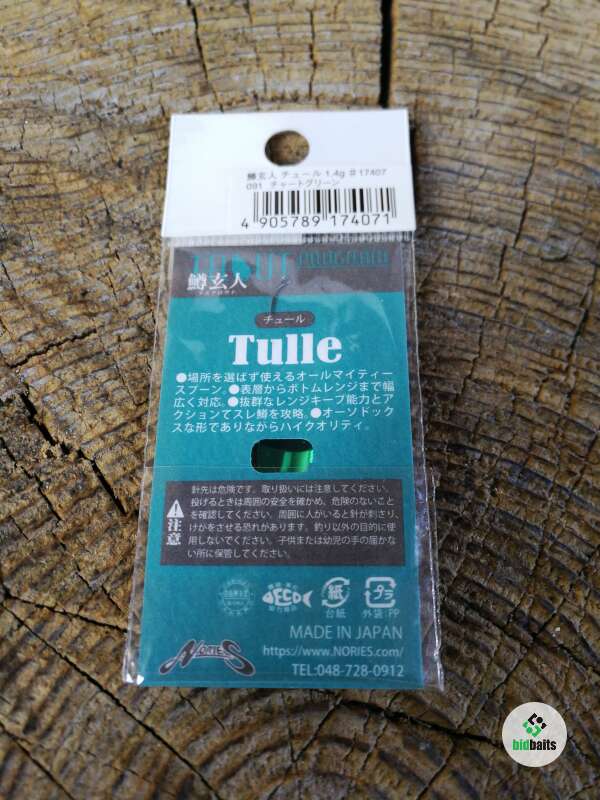 鱒玄人 チュール 1.4g #17407
091 チャートグリーン
4 905789 174071
TROUT PROGRAM
鱒玄人
チュール
Tulle
●場所を選ばず使えるオールマイティー
スプーン。●表層からボトムレンジまで幅
広く対応。●抜群なレンジキープ能力とア
クションでスレ鱒を攻略。●オーソドック
スな形でありながらハイクオリティ。
注意
針先は危険です。取り扱いには注意してください。
投げるときは周囲の安全を確かめ、危険のないこと
を確認してください。周囲に人がいると針が刺さり、
けがをさせる恐れがあります。釣り以外の目的に使
用しないでください。子供または幼児の手の届かな
い所に保管してください。
ECO
紙
台紙
プラ
外袋:PP
MADE IN JAPAN
NORIES
https://www.NORIES.com/
TEL:048-728-0912
bidbaits